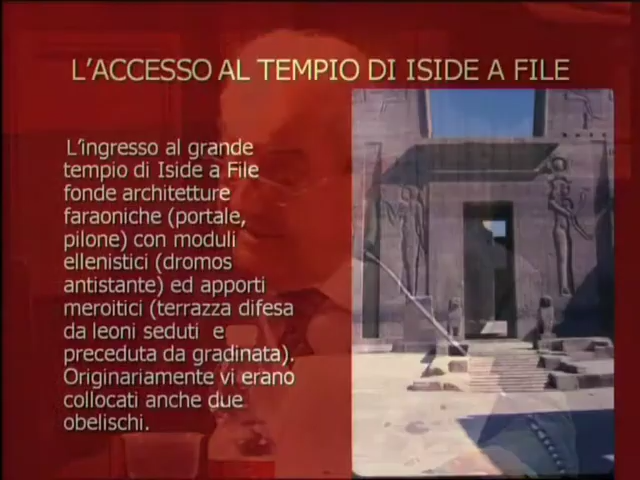 L'ACCESSO AL TEMPIO DI ISIDE A FILE
L'ingresso al grande
tempio di Iside a File
fonde architetture
faraoniche (portale,
pilone) con moduli
ellenistici (dromos
antistante) ed apporti
meroitici (terrazza difesa
da leoni seduti e
preceduta da gradinata).
Originariamente vi erano
collocati anche due
obelischi.